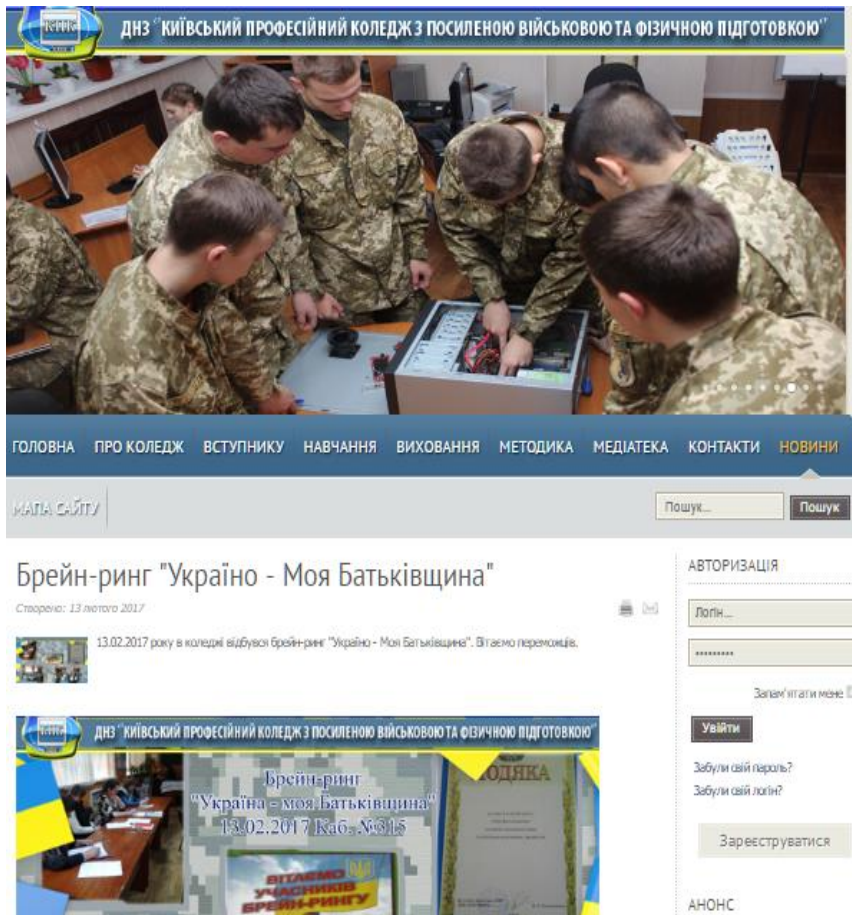 КПК
ДНЗ "КИЇВСЬКИЙ ПРОФЕСІЙНИЙ КОЛЕДЖ З ПОСИЛЕНОЮ ВІЙСЬКОВОЮ ТА ФІЗИЧНОЮ ПІДГОТОВКОЮ"
ГОЛОВНА ПРО КОЛЕДЖ ВСТУПНИКУ НАВЧАННЯ ВИХОВАННЯ МЕТОДИКА МЕДІАТЕКА КОНТАКТИ НОВИНИ
МАПА САЙТУ
Пошук... Пошук
Брейн-ринг "Україно - Моя Батьківщина"
Створено: 13 лютого 2017
13.02.2017 року в коледжі відбувся брейн-ринг "Україно - Моя Батьківщина". Вітаємо переможців.
ДНЗ "КИЇВСЬКИЙ ПРОФЕСІЙНИЙ КОЛЕДЖ З ПОСИЛЕНОЮ ВІЙСЬКОВОЮ ТА ФІЗИЧНОЮ ПІДГОТОВКОЮ"
Брейн-ринг
"Україна - моя Батьківщина"
13.02.2017 Каб. №315
ВІТАЄМО
УЧАСНИКІВ
БРЕЙН-РИНГУ
ПОДЯКА
АВТОРИЗАЦІЯ
Логін...
•••••••••
Запам'ятати мене
Увійти
Забули свій пароль?
Забули свій логін?
Зареєструватися
АНОНС